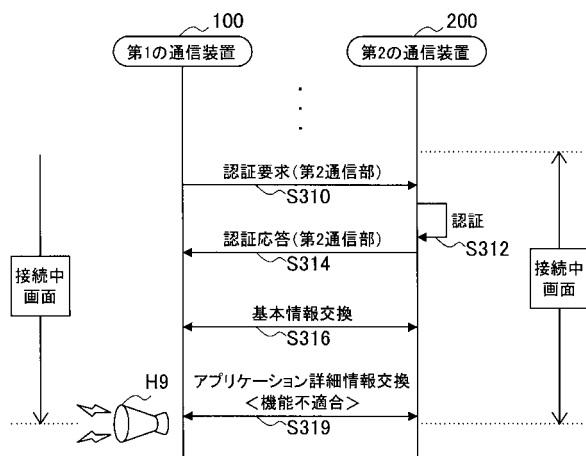 100
200
第1の通信装置
第2の通信装置
認証要求(第2通信部)
S310
認証
S312
認証応答(第2通信部)
S314
接続中
画面
接続中
画面
基本情報交換
S316
H9
アプリケーション詳細情報交換
<機能不適合>
S319